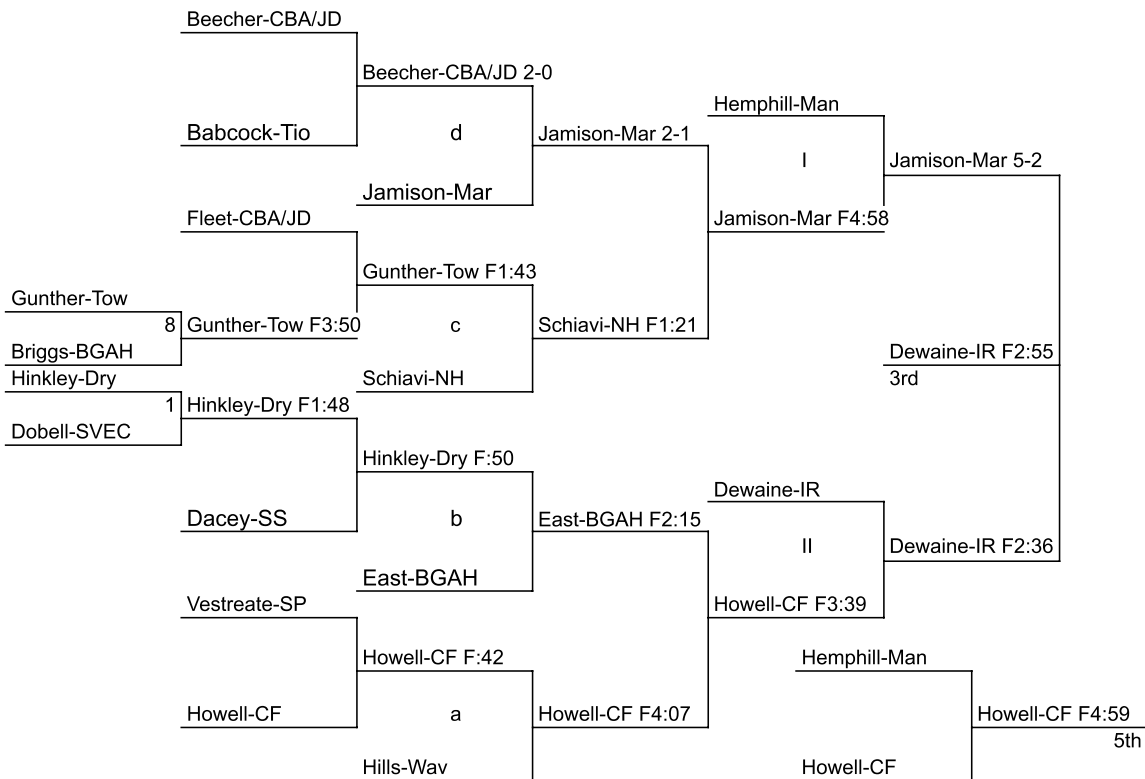 Beecher-CBA/JD
Beecher-CBA/JD 2-0
Hemphill-Man
Babcock-Tio
d
Jamison-Mar 2-1
I
Jamison-Mar 5-2
Jamison-Mar
Fleet-CBA/JD
Jamison-Mar F4:58
Gunther-Tow F1:43
Gunther-Tow
8
Gunther-Tow F3:50
c
Schiavi-NH F1:21
Briggs-BGAH
Dewaine-IR F2:55
Hinkley-Dry
Schiavi-NH
3rd
1
Hinkley-Dry F1:48
Dobell-SVEC
Hinkley-Dry F:50
Dewaine-IR
Dacey-SS
b
East-BGAH F2:15
II
Dewaine-IR F2:36
East-BGAH
Vestreate-SP
Howell-CF F3:39
Howell-CF F:42
Hemphill-Man
Howell-CF
a
Howell-CF F4:07
Howell-CF F4:59
5th
Hills-Wav
Howell-CF